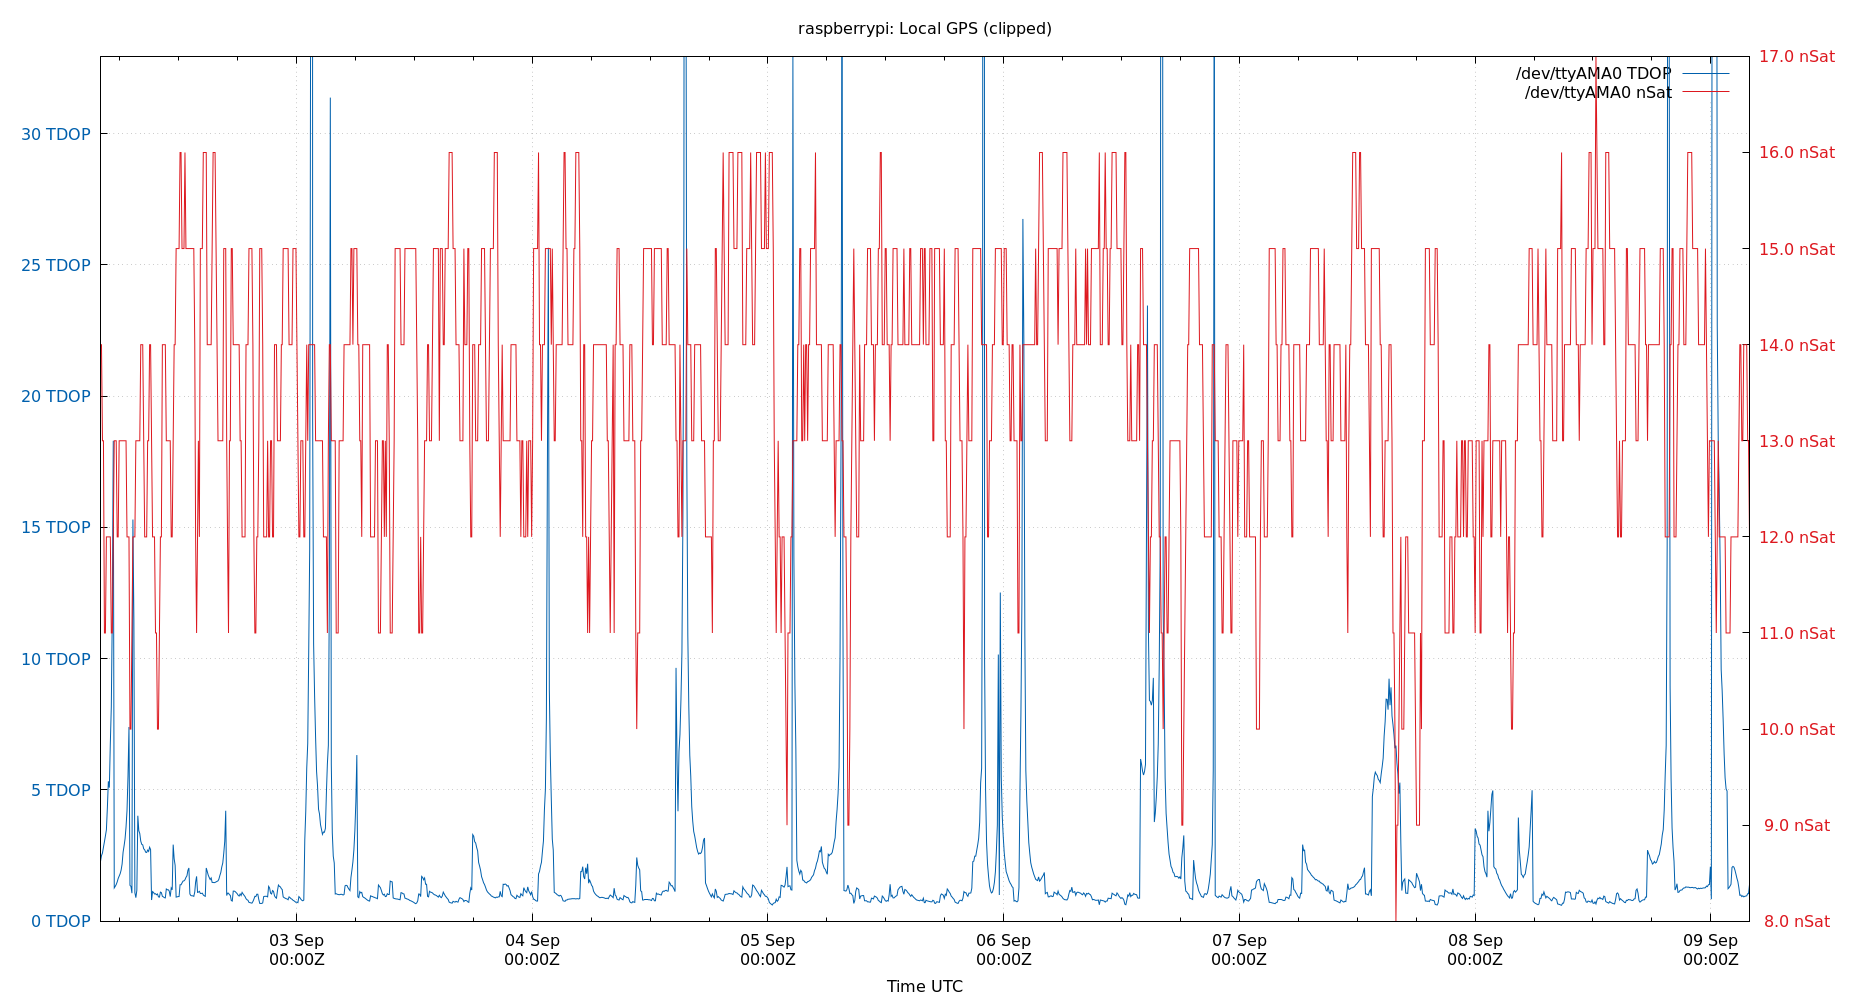 raspberrypi: Local GPS (clipped)
/dev/ttyAMA0 TDOP
/dev/ttyAMA0 nSat
30 TDOP
25 TDOP
20 TDOP
15 TDOP
10 TDOP
5 TDOP
0 TDOP
17.0 nSat
16.0 nSat
15.0 nSat
14.0 nSat
13.0 nSat
12.0 nSat
11.0 nSat
10.0 nSat
9.0 nSat
8.0 nSat
03 Sep
00:00Z
04 Sep
00:00Z
05 Sep
00:00Z
06 Sep
00:00Z
07 Sep
00:00Z
08 Sep
00:00Z
09 Sep
00:00Z
Time UTC